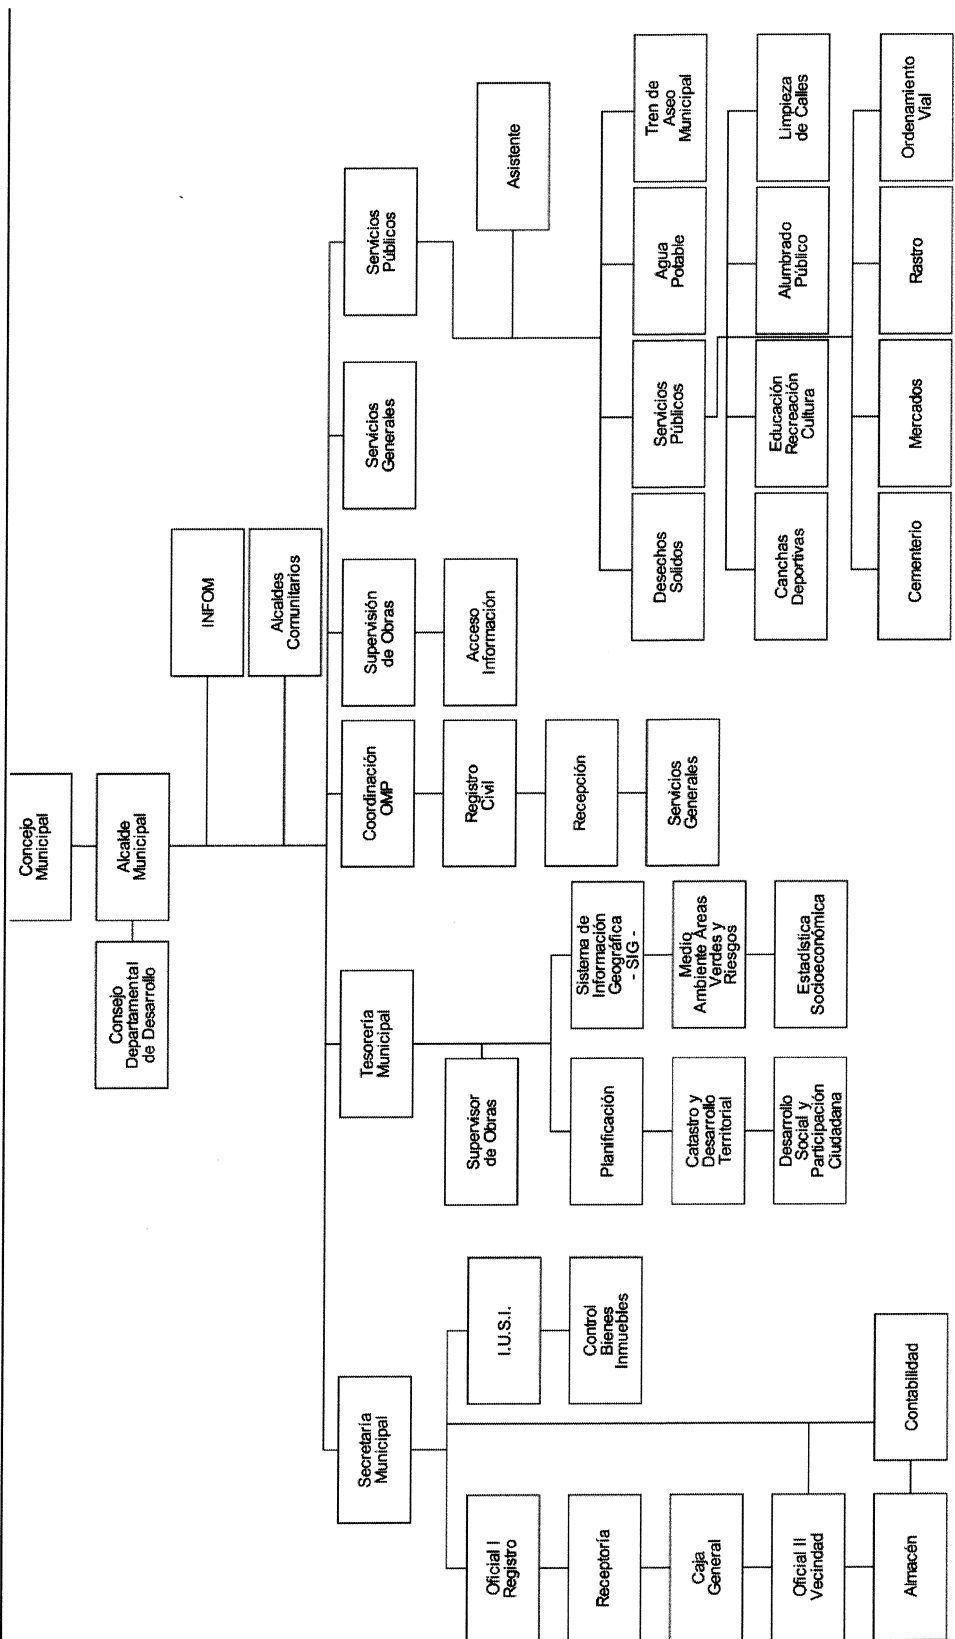 Concejo
Municipal
Alcalde
Municipal
Consejo
Departamental
de Desarrollo
INFOM
Alcaldes
Comunitarios
Secretaría
Municipal
Tesorería
Municipal
Coordinación
OMP
Supervisión
de Obras
Servicios
Generales
Servicios
Públicos
Oficial I
Registro
I.U.S.I.
Receptoría
Control
Bienes
Inmuebles
Caja
General
Oficial II
Vecindad
Almacén
Contabilidad
Supervisor
de Obras
Planificación
Sistema de
Información
Geográfica
- SIG -
Catastro y
Desarrollo
Territorial
Medio
Ambiente Áreas
Verdes y
Riesgos
Desarrollo
Social y
Participación
Ciudadana
Estadística
Socioeconómica
Registro
Civil
Recepción
Servicios
Generales
Acceso
Información
Asistente
Desechos
Solidos
Servicios
Públicos
Agua
Potable
Tren de
Aseo
Municipal
Canchas
Deportivas
Educación
Recreación
Cultura
Alumbrado
Público
Limpieza
de Calles
Cementerio
Mercados
Rastro
Ordenamiento
Vial